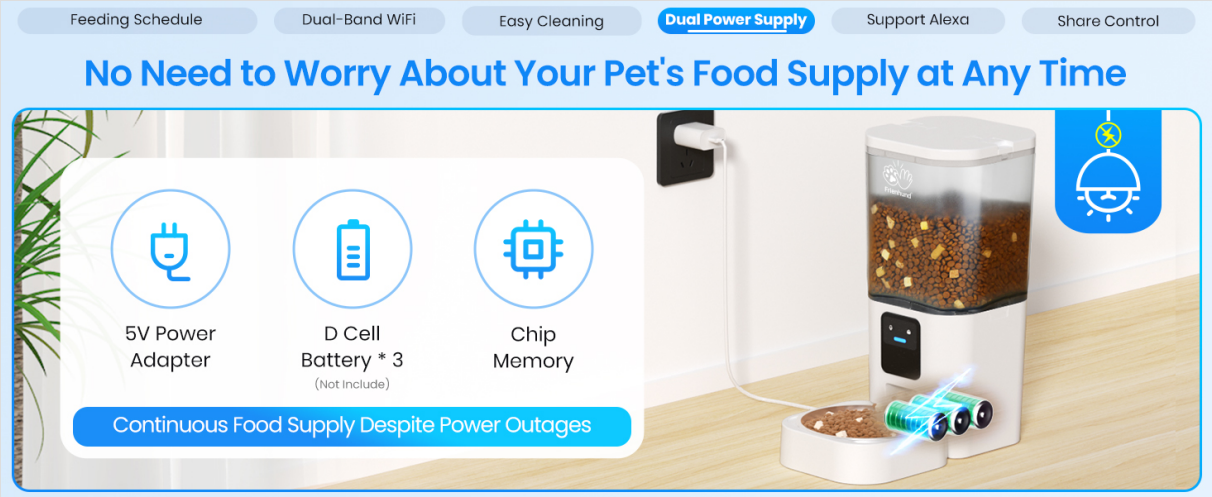 Feeding Schedule
Dual-Band WiFi
Easy Cleaning
Dual Power Supply
Support Alexa
Share Control
No Need to Worry About Your Pet's Food Supply at Any Time
5V Power
Adapter
D Cell
Battery * 3
(Not Include)
Chip
Memory
Continuous Food Supply Despite Power Outages